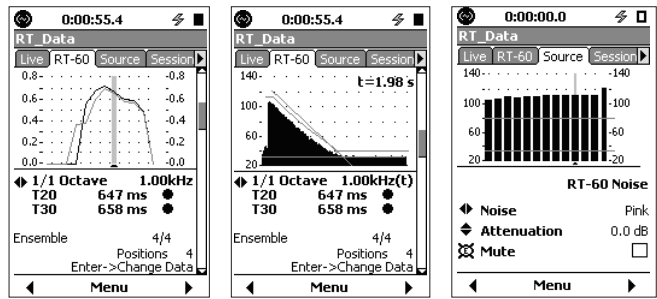 0:00:55.4
RT_Data
Live RT-60 Source Session
0.8 0.8
0.6 0.6
0.4 0.4
0.2 0.2
0.0 0.0
1/1 Octave 1.00kHz
T20 647 ms
T30 658 ms
Ensemble 4/4
Positions 4
Enter->Change Data
Menu
0:00:55.4
RT_Data
Live RT-60 Source Session
140
t=1.98 s
100
60
20
1/1 Octave 1.00kHz(t)
T20 647 ms
T30 658 ms
Ensemble 4/4
Positions 4
Enter->Change Data
Menu
0:00:00.0
RT_Data
Live RT-60 Source Session
140 140
100 100
60 60
20 20
RT-60 Noise
Noise Pink
Attenuation 0.0 dB
Mute
Menu